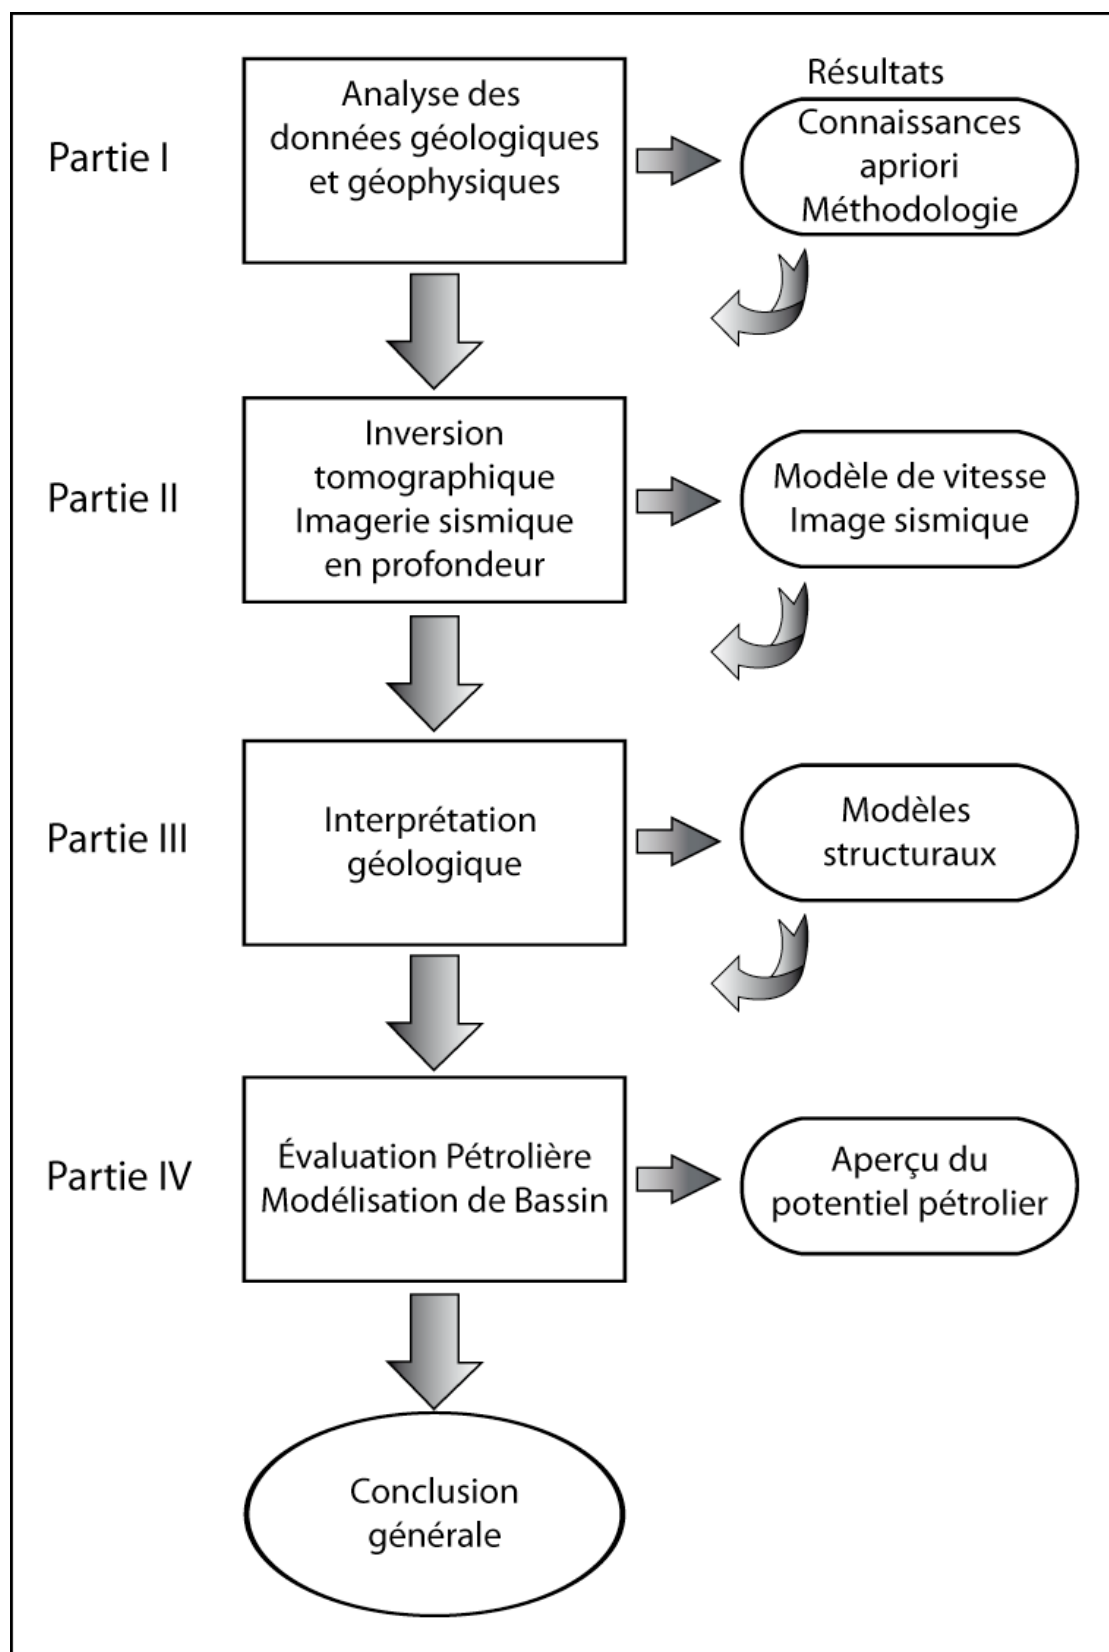 Résultats
Partie I
Analyse des
données géologiques
et géophysiques
Connaissances
apriori
Méthodologie
Partie II
Inversion
tomographique
Imagerie sismique
en profondeur
Modèle de vitesse
Image sismique
Partie III
Interprétation
géologique
Modèles
structuraux
Partie IV
Évaluation Pétrolière
Modélisation de Bassin
Aperçu du
potentiel pétrolier
Conclusion
générale